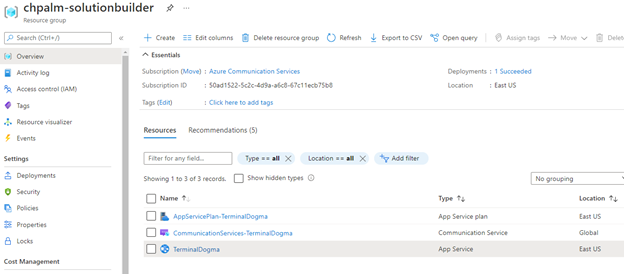 chpalm-solutionbuilder ...
Resource group
Search (Ctrl+/) «
Create Edit columns Delete resource group Refresh Export to CSV Open query Assign tags Move Delete
Overview
Activity log
Access control (IAM)
Tags
Resource visualizer
Events
Settings
Deployments
Security
Policies
Properties
Locks
Cost Management
Essentials
Subscription (Move) : Azure Communication Services Deployments : 1 Succeeded
Subscription ID : 50ad1522-5c2c-4d9a-a6c8-67c11ecb75b8 Location : East US
Tags (Edit) : Click here to add tags
Resources Recommendations (5)
Filter for any field... Type == all Location == all Add filter
Showing 1 to 3 of 3 records. Show hidden types No grouping
Name Type Location
AppServicePlan-TerminalDogma App Service plan East US
CommunicationServices-TerminalDogma Communication Service Global
TerminalDogma App Service East US